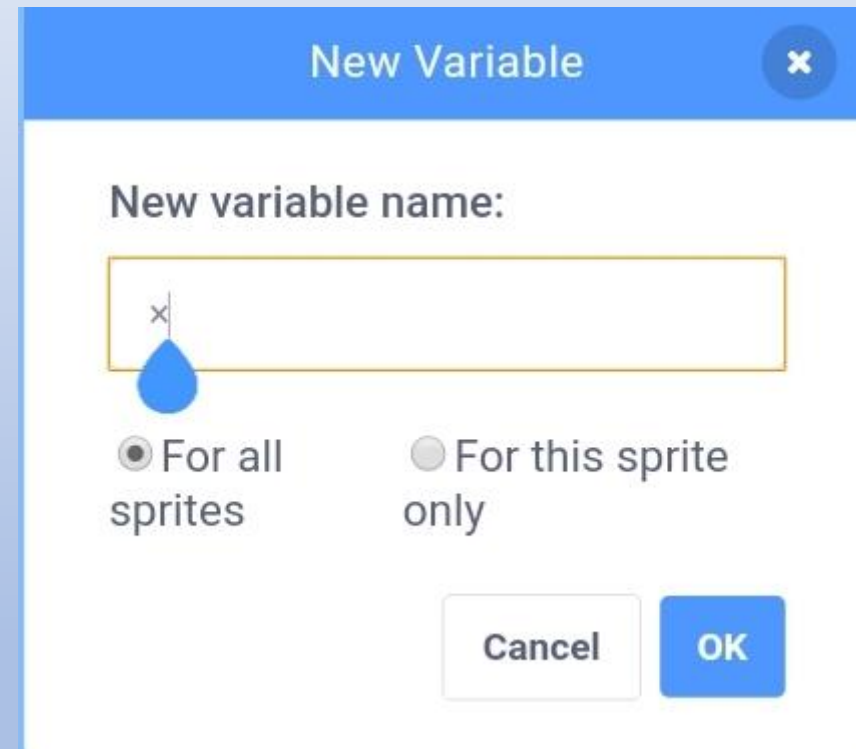 New Variable
New variable name:
×
For all sprites
For this sprite only
Cancel
OK